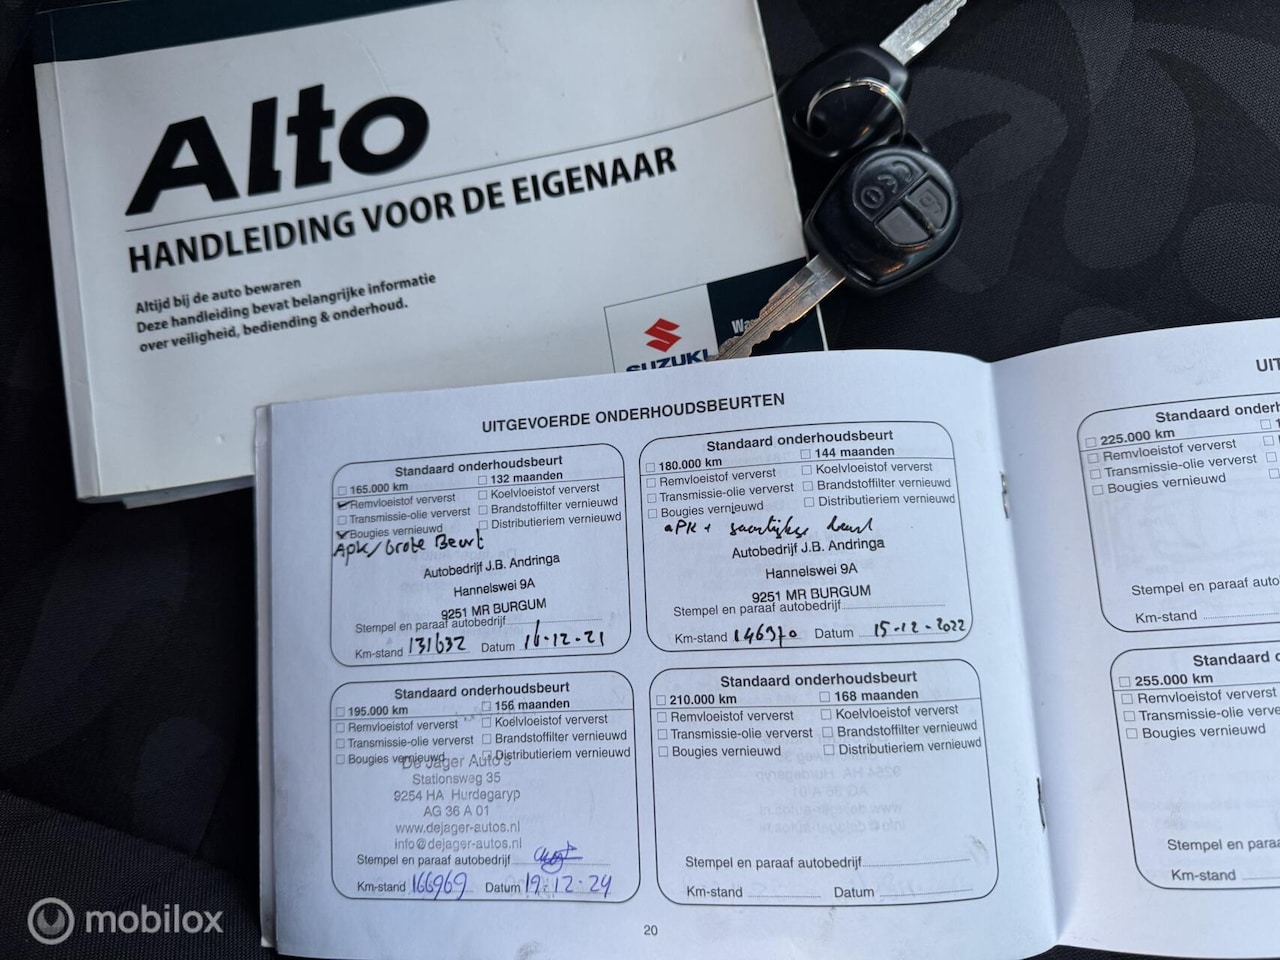 Alto
HANDLEIDING VOOR DE EIGENAAR
Altijd bij de auto bewaren
Deze handleiding bevat belangrijke informatie
over veiligheid, bediening & onderhoud.
SUZUKI
UITGEVOERDE ONDERHOUDSBEURTEN
Standaard onderhoudsbeurt
165.000 km 132 maanden
Remvloeistof ververst Koelvloeistof ververst
Transmissie-olie ververst Brandstoffilter vernieuwd
Bougies vernieuwd Distributieriem vernieuwd
Apk/Grote Beurt
Autobedrijf J.B. Andringa
Hannelswei 9A
9251 MR BURGUM
Stempel en paraaf autobedrijf
Km-stand 131632 Datum 16-12-21
Standaard onderhoudsbeurt
180.000 km 144 maanden
Remvloeistof ververst Koelvloeistof ververst
Transmissie-olie ververst Brandstoffilter vernieuwd
Bougies vernieuwd Distributieriem vernieuwd
APK + jaarlijkse beurt
Autobedrijf J.B. Andringa
Hannelswei 9A
9251 MR BURGUM
Stempel en paraaf autobedrijf
Km-stand 146370 Datum 15-12-2022
Standaard onderhoudsbeurt
195.000 km 156 maanden
Remvloeistof ververst Koelvloeistof ververst
Transmissie-olie ververst Brandstoffilter vernieuwd
Bougies vernieuwd Distributieriem vernieuwd
De Jager Auto's
Stationsweg 35
9254 HA Hurdegaryp
AG 36 A 01
www.dejager-autos.nl
info@dejager-autos.nl
Stempel en paraaf autobedrijf
Km-stand 166969 Datum 19-12-24
Standaard onderhoudsbeurt
210.000 km 168 maanden
Remvloeistof ververst Koelvloeistof ververst
Transmissie-olie ververst Brandstoffilter vernieuwd
Bougies vernieuwd Distributieriem vernieuwd
Stempel en paraaf autobedrijf
Km-stand Datum
20
Standaard
225.000 km
Remvloeistof ververst
Transmissie-olie ververst
Bougies vernieuwd
Stempel en paraaf
Km-stand
Standaard
255.000 km
Remvloeistof ververst
Transmissie-olie ververst
Bougies vernieuwd
Stempel en paraaf
Km-stand
mobilox